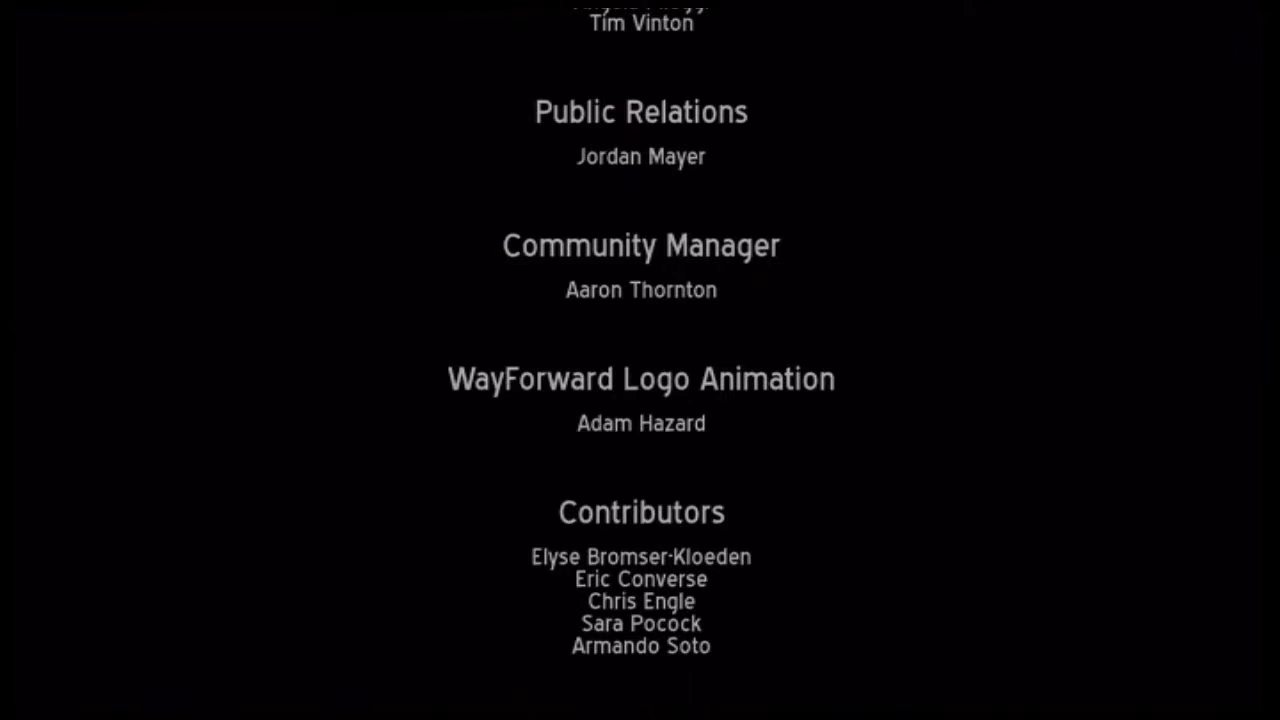 Tim Vinton
Public Relations
Jordan Mayer
Community Manager
Aaron Thornton
WayForward Logo Animation
Adam Hazard
Contributors
Elyse Bromser-Kloeden
Eric Converse
Chris Engle
Sara Pocock
Armando Soto